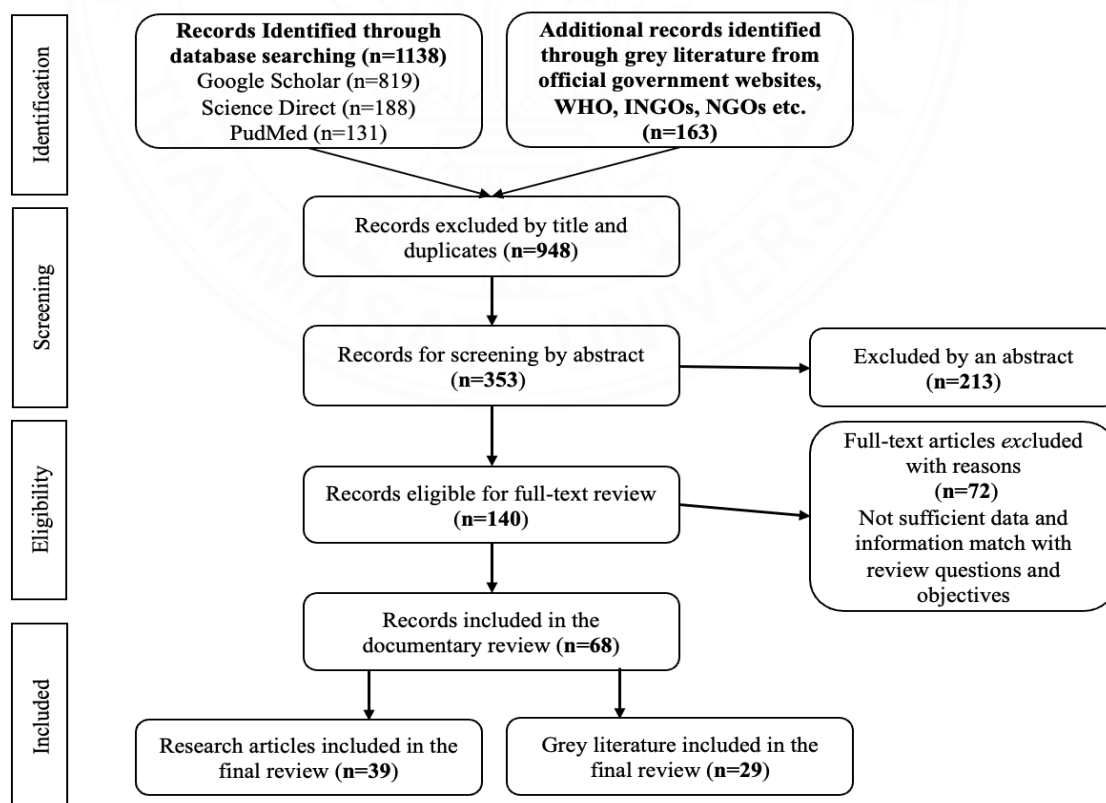 Identification
Records Identified through
database searching (n=1138)
Google Scholar (n=819)
Science Direct (n=188)
PudMed (n=131)
Additional records identified
through grey literature from
official government websites,
WHO, INGOs, NGOs etc.
(n=163)
Screening
Records excluded by title and
duplicates (n=948)
Records for screening by abstract
(n=353)
Excluded by an abstract
(n=213)
Eligibility
Records eligible for full-text review
(n=140)
Full-text articles excluded
with reasons
(n=72)
Not sufficient data and
information match with
review questions and
objectives
Included
Records included in the
documentary review (n=68)
Research articles included in the
final review (n=39)
Grey literature included in the
final review (n=29)
THAMMASAT UNIVERSITY